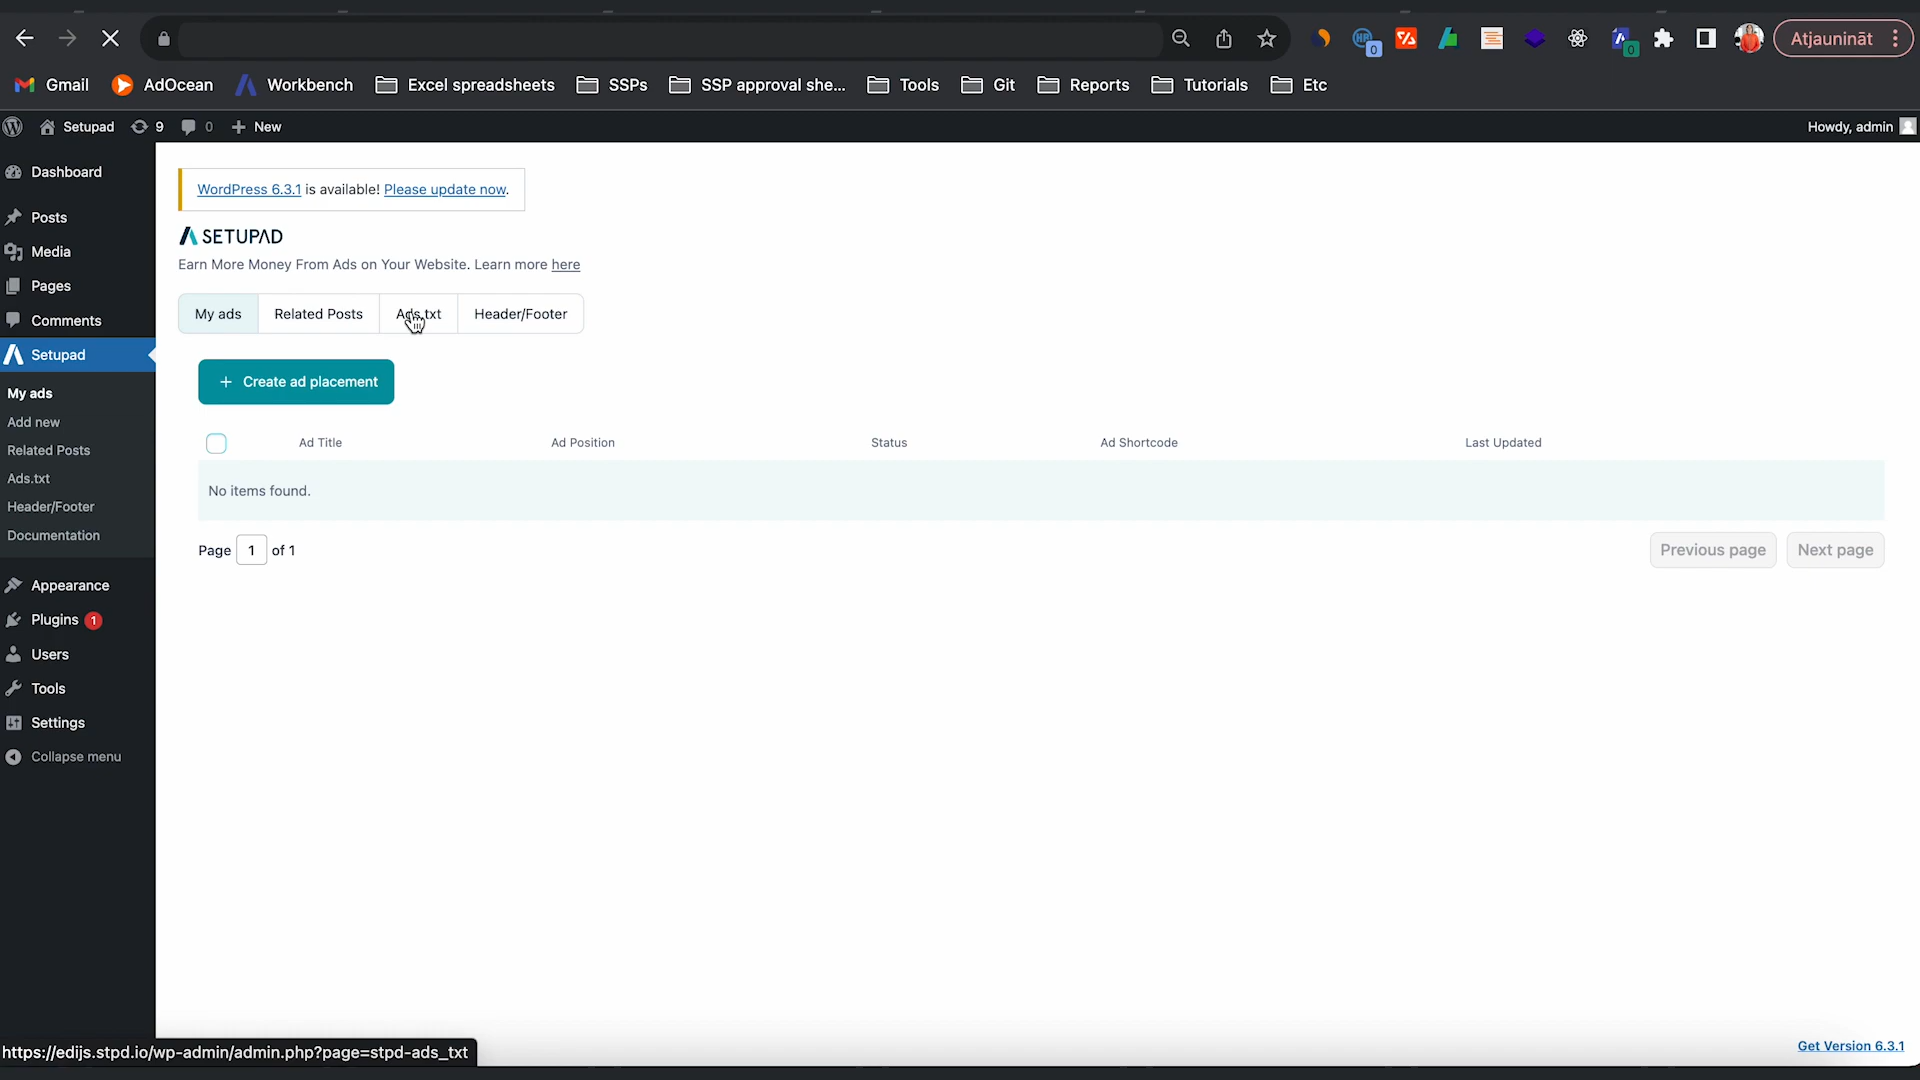 Atjaunināt
0
0
Gmail AdOcean Workbench Excel spreadsheets SSPs SSP approval she... Tools Git Reports Tutorials Etc
Setupad 9 0 New Howdy, admin
Dashboard
Posts
Media
Pages
Comments
Setupad
My ads
Add new
Related Posts
Ads.txt
Header/Footer
Documentation
Appearance
Plugins 1
Users
Tools
Settings
Collapse menu
WordPress 6.3.1 is available! Please update now.
SETUPAD
Earn More Money From Ads on Your Website. Learn more here
My ads Related Posts Ads.txt Header/Footer
+ Create ad placement
Ad Title Ad Position Status Ad Shortcode Last Updated
No items found.
Page 1 of 1 Previous page Next page
https://edijs.stpd.io/wp-admin/admin.php?page=stpd-ads_txt
Get Version 6.3.1